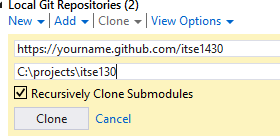 Local Git Repositories (2)
New ▾ | Add ▾ | Clone ▾ | View Options ▾
https://yourname.github.com/itse1430
C:\projects\itse130
Recursively Clone Submodules
Clone Cancel